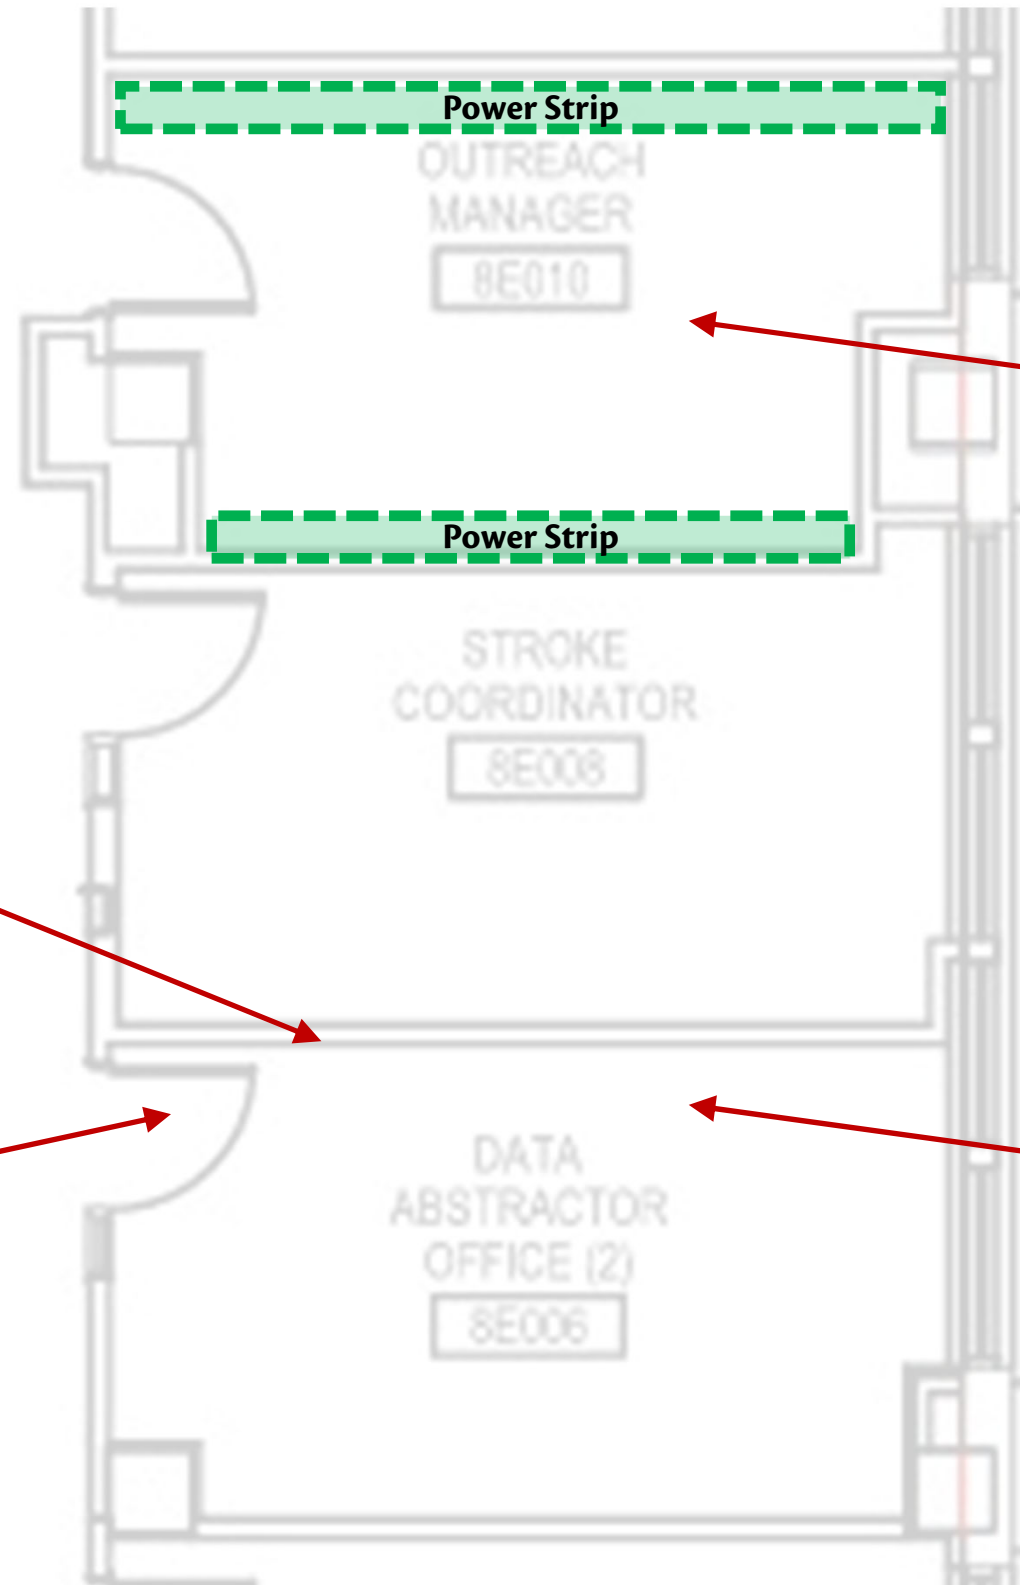 Power Strip
OUTREACH
MANAGER
8E010
Power Strip
STROKE
COORDINATOR
8E008
DATA
ABSTRACTOR
OFFICE (2)
8E006